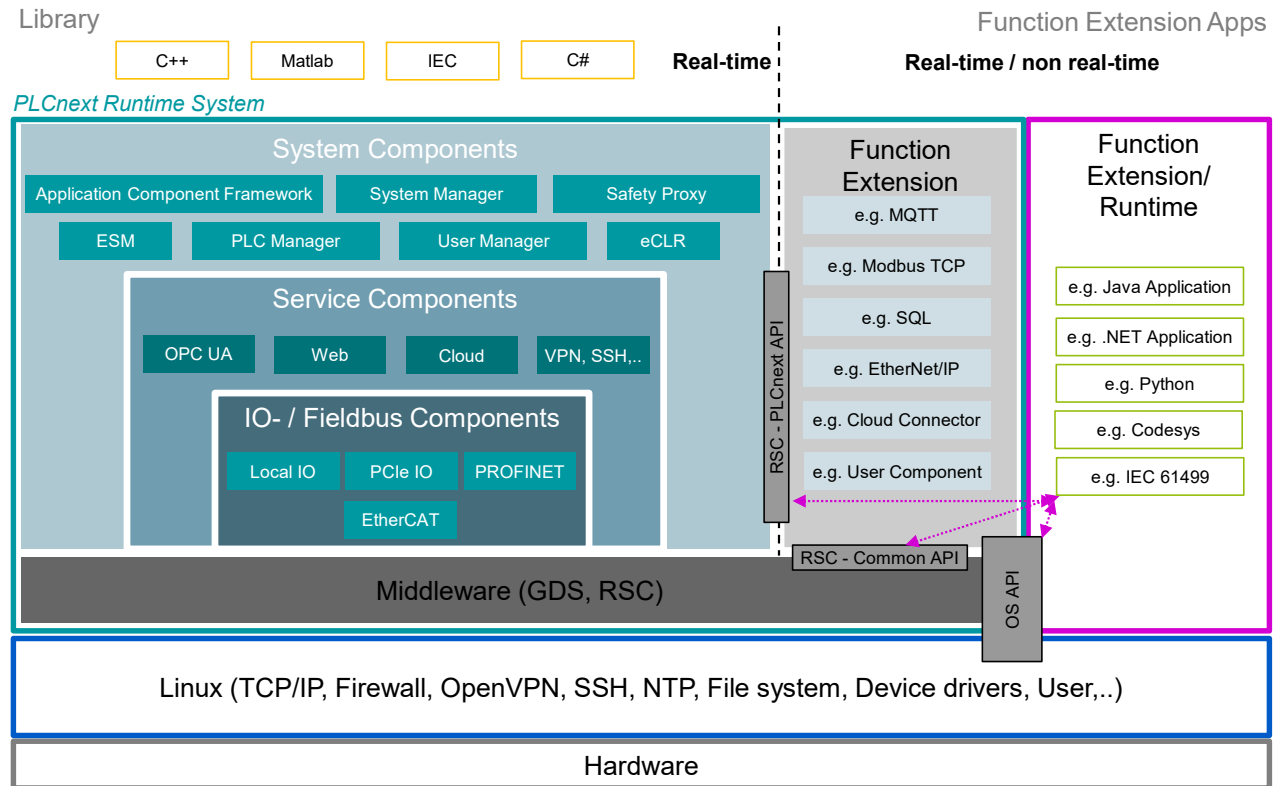 Library
Function Extension Apps
C++
Matlab
IEC
C#
Real-time
Real-time / non real-time
PLCnext Runtime System
System Components
Application Component Framework
System Manager
Safety Proxy
ESM
PLC Manager
User Manager
eCLR
Service Components
OPC UA
Web
Cloud
VPN, SSH,..
IO- / Fieldbus Components
Local IO
PCIe IO
PROFINET
EtherCAT
RSC - PLCnext API
Function
Extension
e.g. MQTT
e.g. Modbus TCP
e.g. SQL
e.g. EtherNet/IP
e.g. Cloud Connector
e.g. User Component
Function
Extension/
Runtime
e.g. Java Application
e.g. .NET Application
e.g. Python
e.g. Codesys
e.g. IEC 61499
RSC - Common API
OS API
Middleware (GDS, RSC)
Linux (TCP/IP, Firewall, OpenVPN, SSH, NTP, File system, Device drivers, User,..)
Hardware